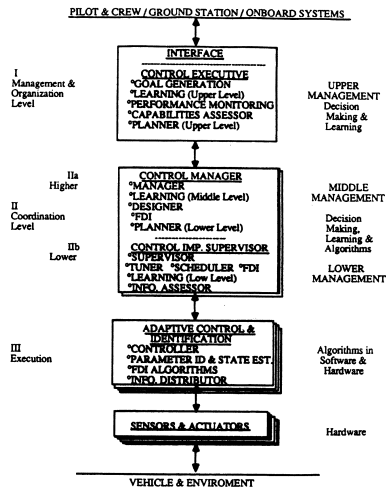 PILOT & CREW / GROUND STATION / ONBOARD SYSTEMS
INTERFACE
CONTROL EXECUTIVE
°GOAL GENERATION
°LEARNING (Upper Level)
°PERFORMANCE MONITORING
°CAPABILITIES ASSESSOR
°PLANNER (Upper Level)
I
Management &
Organization
Level
UPPER
MANAGEMENT
Decision
Making &
Learning
IIa
Higher
II
Coordination
Level
IIb
Lower
CONTROL MANAGER
°MANAGER
°LEARNING (Middle Level)
°DESIGNER
°FDI
°PLANNER (Lower Level)
CONTROL IMP. SUPERVISOR
°SUPERVISOR
°TUNER °SCHEDULER °FDI
°LEARNING (Low Level)
°INFO. ASSESSOR
MIDDLE
MANAGEMENT
Decision
Making,
Learning &
Algorithms
LOWER
MANAGEMENT
III
Execution
ADAPTIVE CONTROL &
IDENTIFICATION
°CONTROLLER
°PARAMETER ID & STATE EST.
°FDI ALGORITHMS
°INFO. DISTRIBUTOR
Algorithms in
Software &
Hardware
SENSORS & ACTUATORS
Hardware
VEHICLE & ENVIROMENT